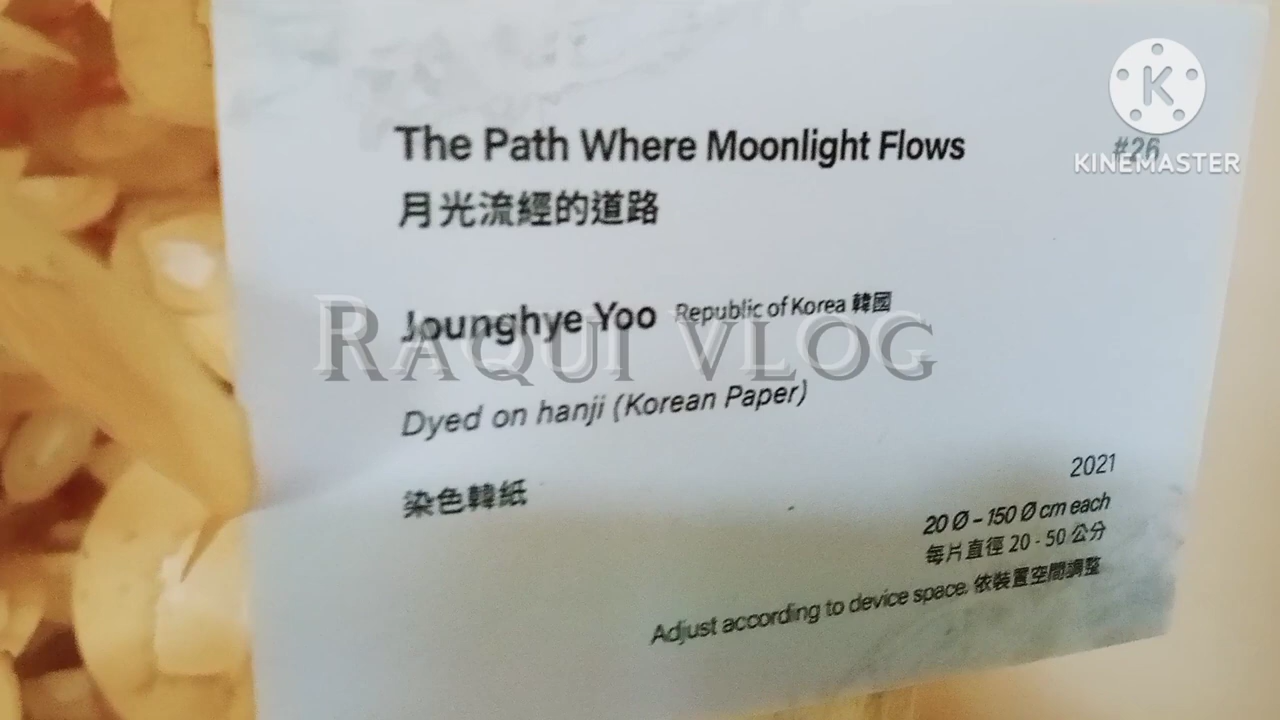 The Path Where Moonlight Flows
#26
KINEMASTER
月光流經的道路
Jounghye Yoo Republic of Korea 韓國
RAQUI VLOG
Dyed on hanji (Korean Paper)
染色韓紙
2021
20 Ø – 150 Ø cm each
每片直徑 20 - 50 公分
Adjust according to device space. 依裝置空間調整